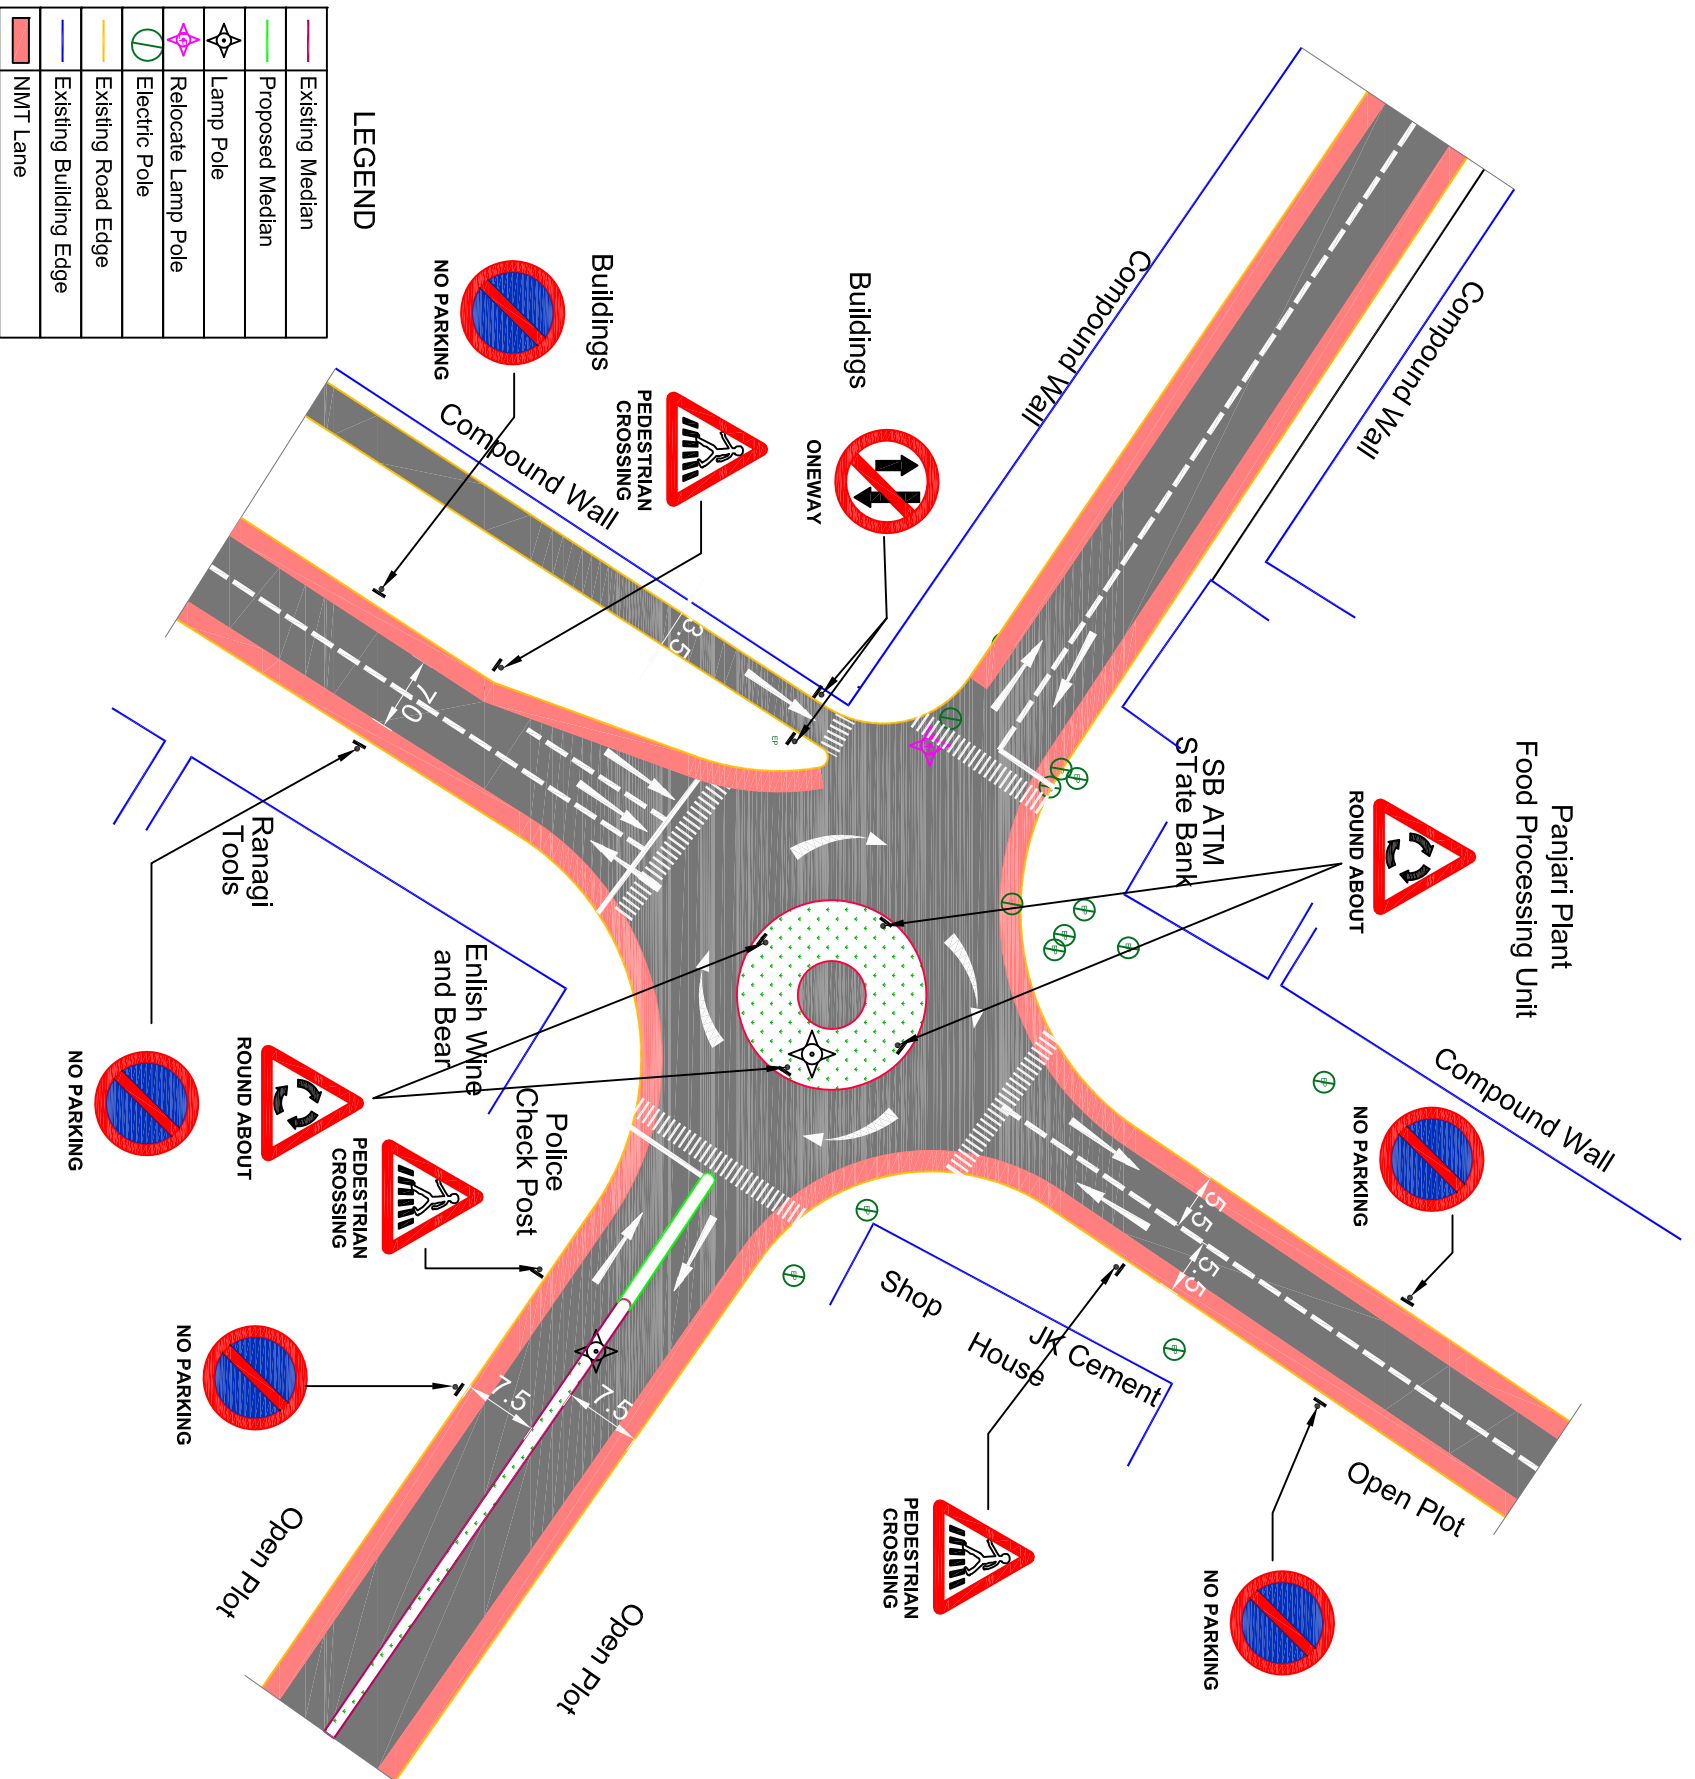 LEGEND
Existing Median
Proposed Median
Lamp Pole
Relocate Lamp Pole
Electric Pole
Existing Road Edge
Existing Building Edge
NMT Lane
Compound Wall
Compound Wall
Panjari Plant
Food Processing Unit
ROUND ABOUT
SB ATM
STate Bank
Buildings
ONEWAY
Buildings
PEDESTRIAN
CROSSING
NO PARKING
Compound Wall
3.5
7.0
EP
Compound Wall
NO PARKING
5.5
5.5
Open Plot
NO PARKING
Shop
JK Cement
House
PEDESTRIAN
CROSSING
Ranagi
Tools
Enlish Wine
and Bear
Police
Check Post
NO PARKING
ROUND ABOUT
PEDESTRIAN
CROSSING
NO PARKING
7.5
7.5
Open Plot
Open Plot